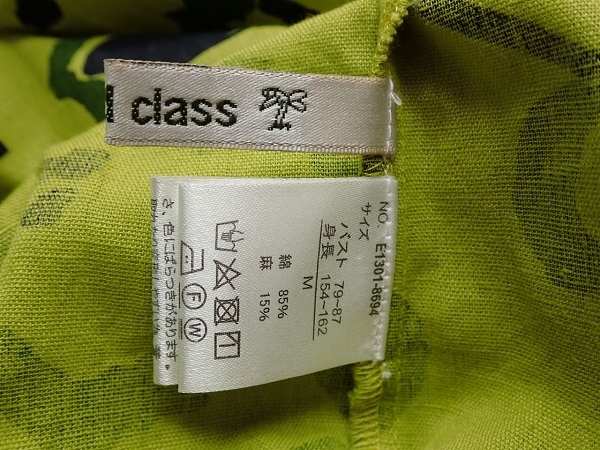 class
NO. E1301-8694
サイズ
バスト 79~87
身長 154~162
M
綿 85%
麻 15%
F W
さ、色にばらつきがあります。